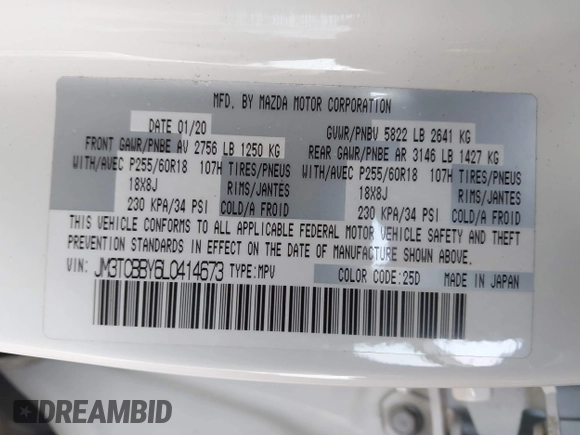 MFD. BY MAZDA MOTOR CORPORATION
DATE 01/20 GVWR/PNBV 5822 LB 2641 KG
FRONT GAWR/PNBE AV 2756 LB 1250 KG REAR GAWR/PNBE AR 3146 LB 1427 KG
WITH/AVEC P255/60R18 107H TIRES/PNEUS WITH/AVEC P255/60R18 107H TIRES/PNEUS
18X8J RIMS/JANTES 18X8J RIMS/JANTES
230 KPA/34 PSI COLD/A FROID 230 KPA/34 PSI COLD/A FROID
THIS VEHICLE CONFORMS TO ALL APPLICABLE FEDERAL MOTOR VEHICLE SAFETY AND THEFT
PREVENTION STANDARDS IN EFFECT ON THE DATE OF MANUFACTURE SHOWN ABOVE.
VIN: JM3TCBBY6L0414673 TYPE:MPV COLOR CODE:25D MADE IN JAPAN
DREAMBID